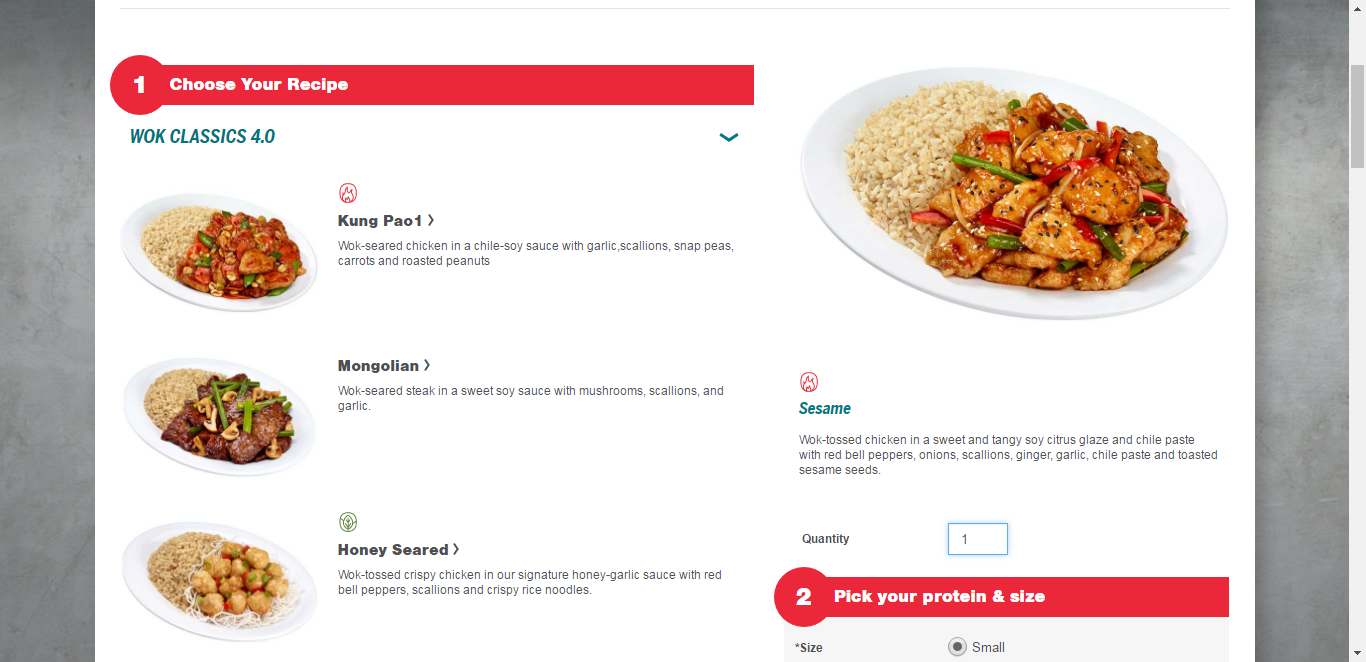 1 Choose Your Recipe
WOK CLASSICS 4.0
Kung Pao1
Wok-seared chicken in a chile-soy sauce with garlic,scallions, snap peas,
carrots and roasted peanuts
Mongolian
Wok-seared steak in a sweet soy sauce with mushrooms, scallions, and
garlic.
Honey Seared
Wok-tossed crispy chicken in our signature honey-garlic sauce with red
bell peppers, scallions and crispy rice noodles.
Sesame
Wok-tossed chicken in a sweet and tangy soy citrus glaze and chile paste
with red bell peppers, onions, scallions, ginger, garlic, chile paste and toasted
sesame seeds.
Quantity 1
2 Pick your protein & size
*Size Small